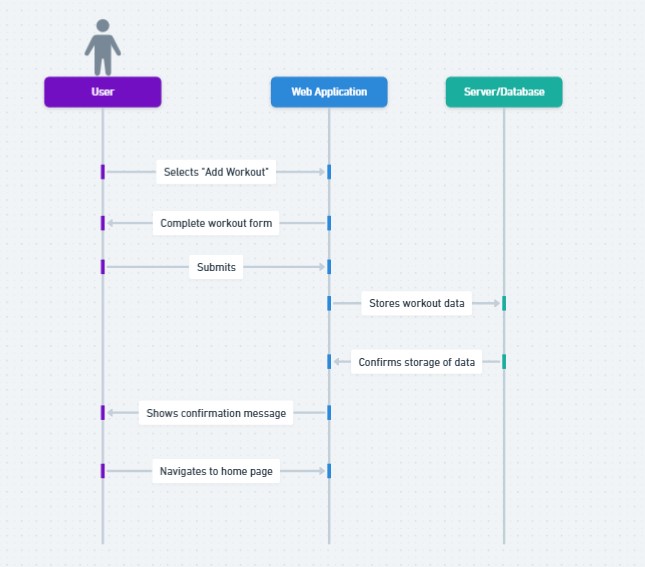 User
Web Application
Server/Database
Selects "Add Workout"
Complete workout form
Submits
Stores workout data
Confirms storage of data
Shows confirmation message
Navigates to home page